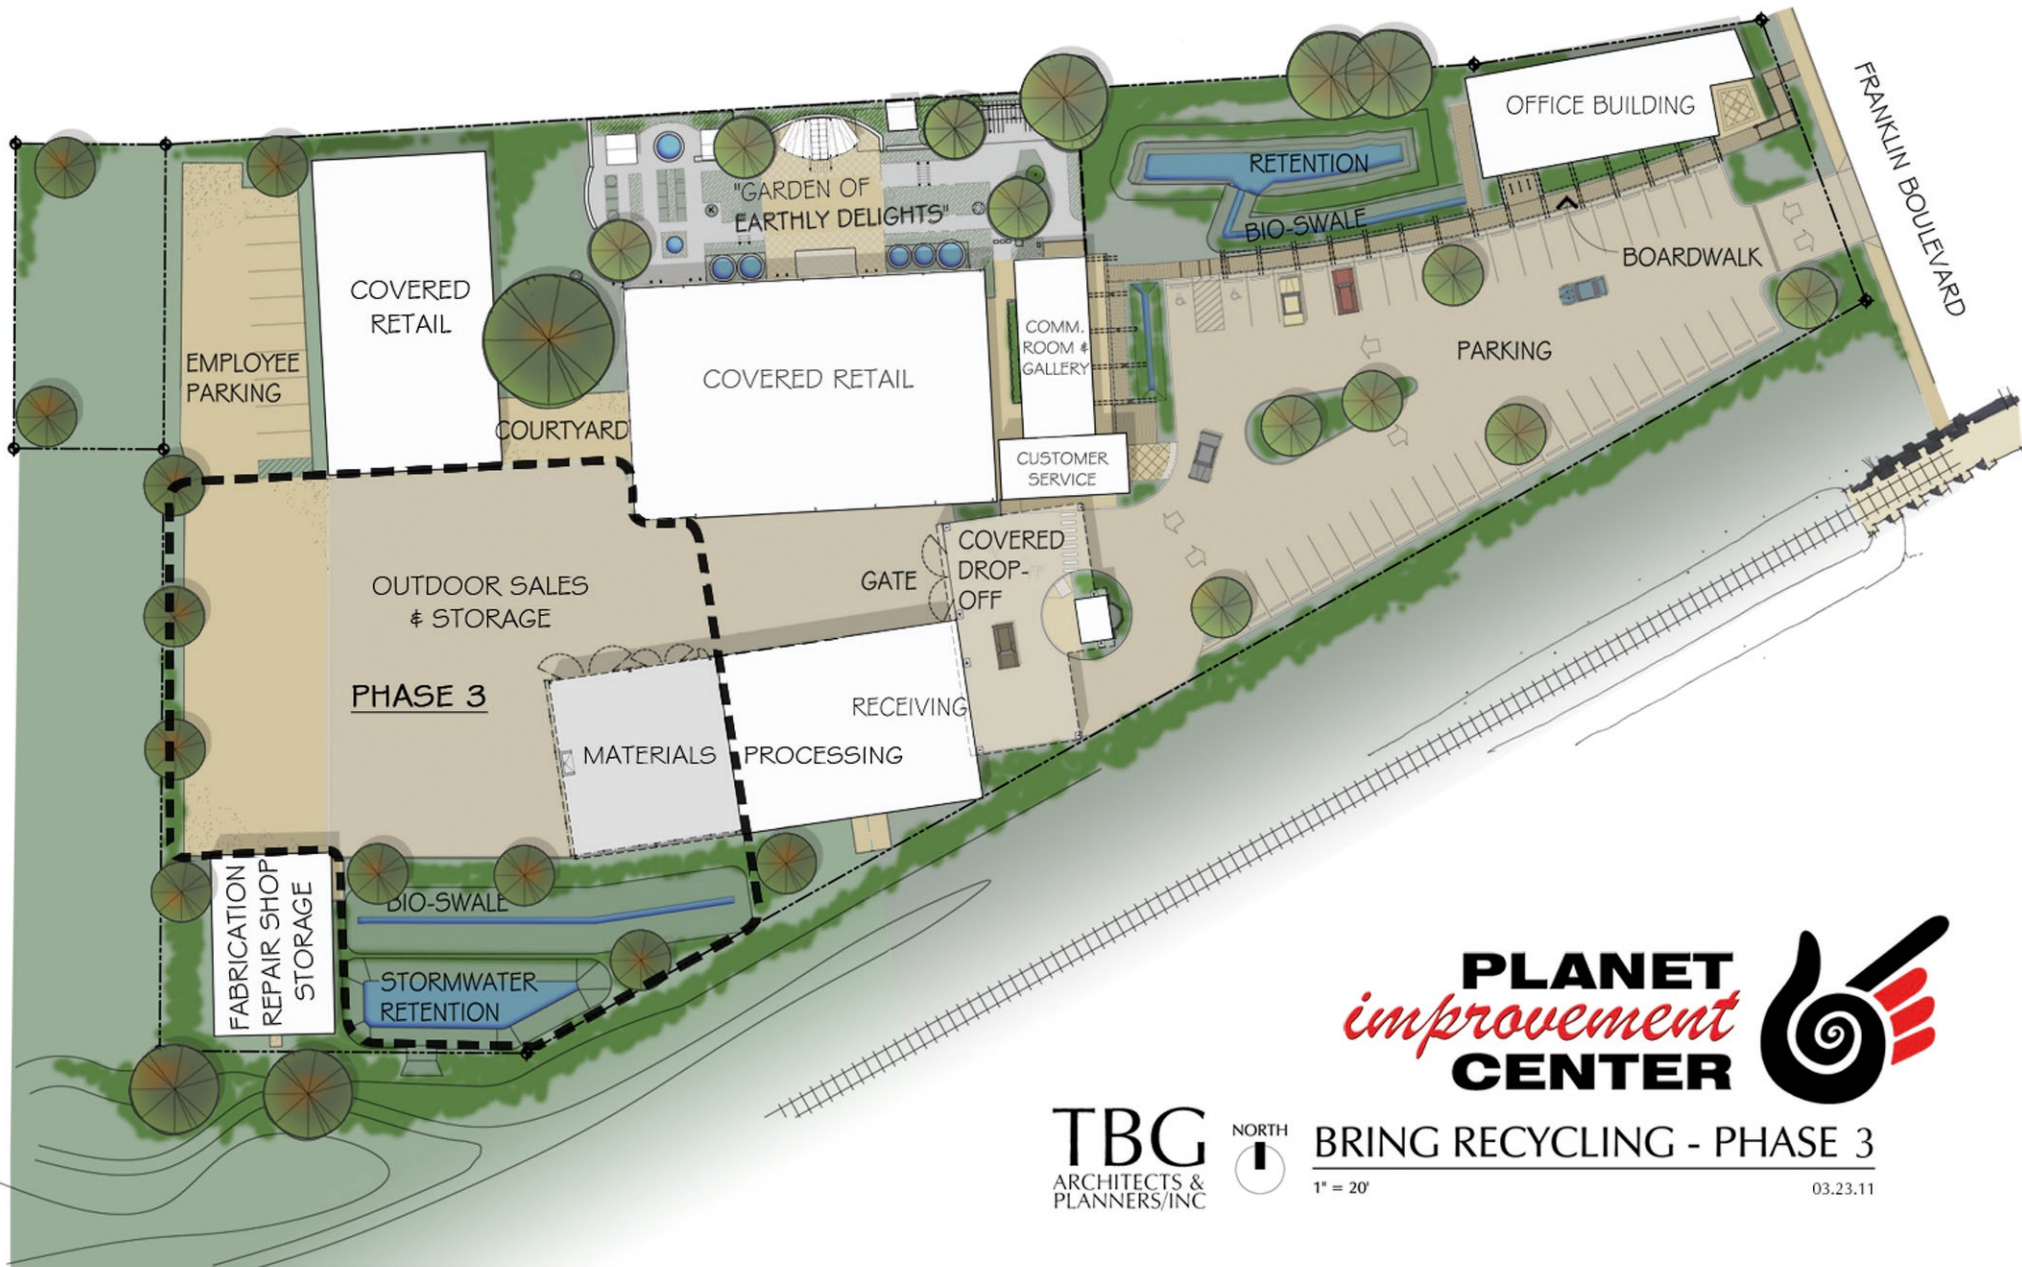 FRANKLIN BOULEVARD
OFFICE BUILDING
RETENTION
BIO-SWALE
BOARDWALK
PARKING
"GARDEN OF
EARTHLY DELIGHTS"
COVERED
RETAIL
EMPLOYEE
PARKING
COURTYARD
COVERED RETAIL
COMM.
ROOM &
GALLERY
CUSTOMER
SERVICE
COVERED
DROP-
OFF
GATE
OUTDOOR SALES
& STORAGE
PHASE 3
MATERIALS PROCESSING
RECEIVING
FABRICATION
REPAIR SHOP
STORAGE
BIO-SWALE
STORMWATER
RETENTION
PLANET
improvement
CENTER
TBG
ARCHITECTS &
PLANNERS/INC
NORTH
BRING RECYCLING - PHASE 3
1" = 20'
03.23.11